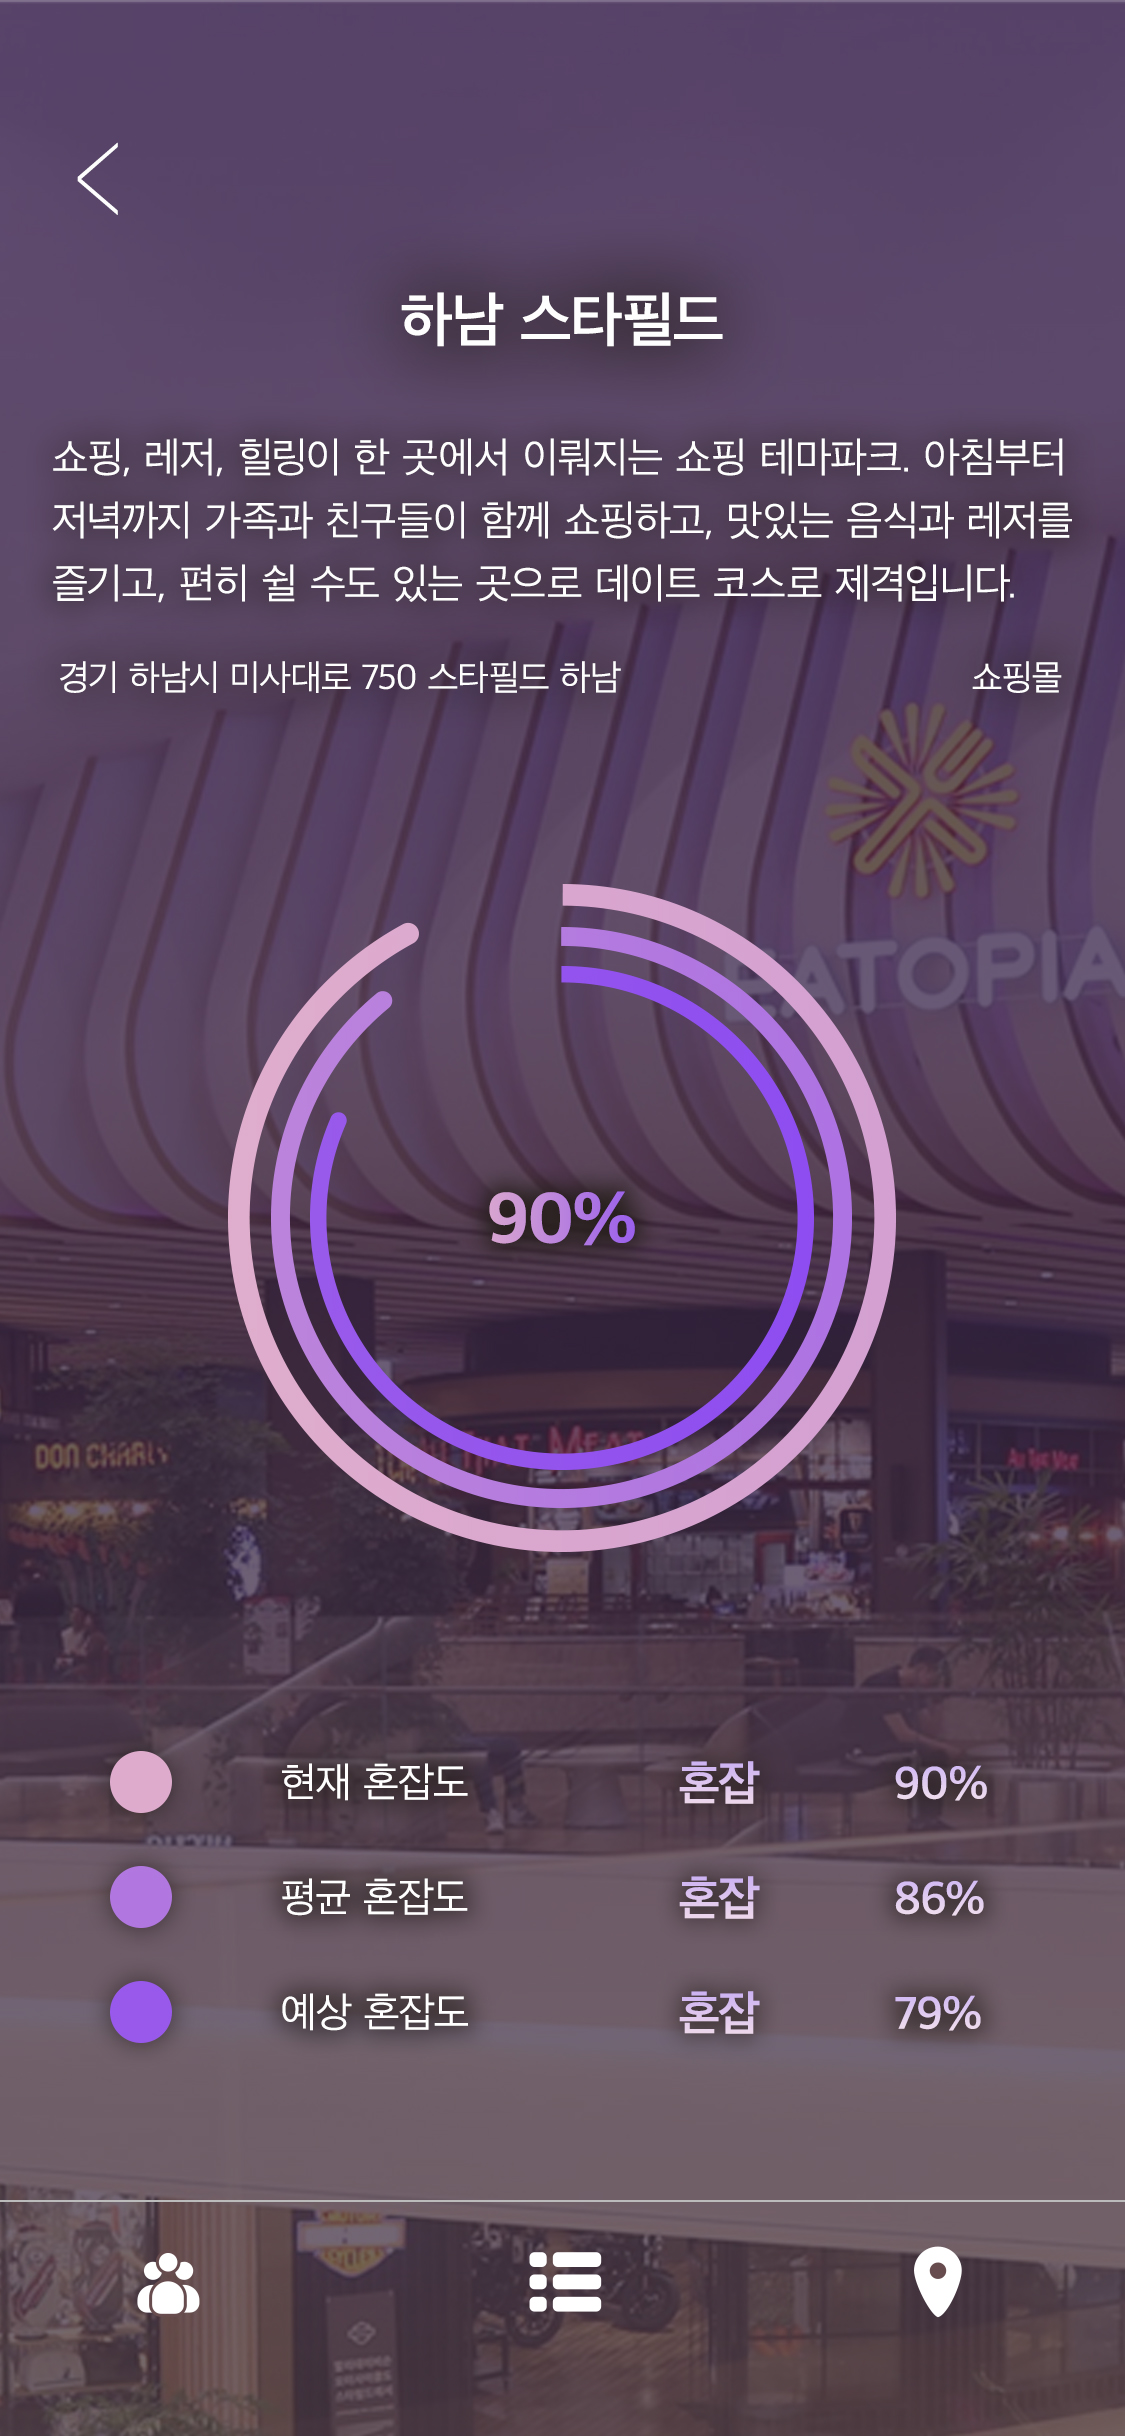 하남 스타필드
쇼핑, 레저, 힐링이 한 곳에서 이뤄지는 쇼핑 테마파크. 아침부터
저녁까지 가족과 친구들이 함께 쇼핑하고, 맛있는 음식과 레저를
즐기고, 편히 쉴 수도 있는 곳으로 데이트 코스로 제격입니다.
경기 하남시 미사대로 750 스타필드 하남 쇼핑몰
EATOPIA
90%
DON CHARLY
THAT MEAT
현재 혼잡도 혼잡 90%
평균 혼잡도 혼잡 86%
예상 혼잡도 혼잡 79%